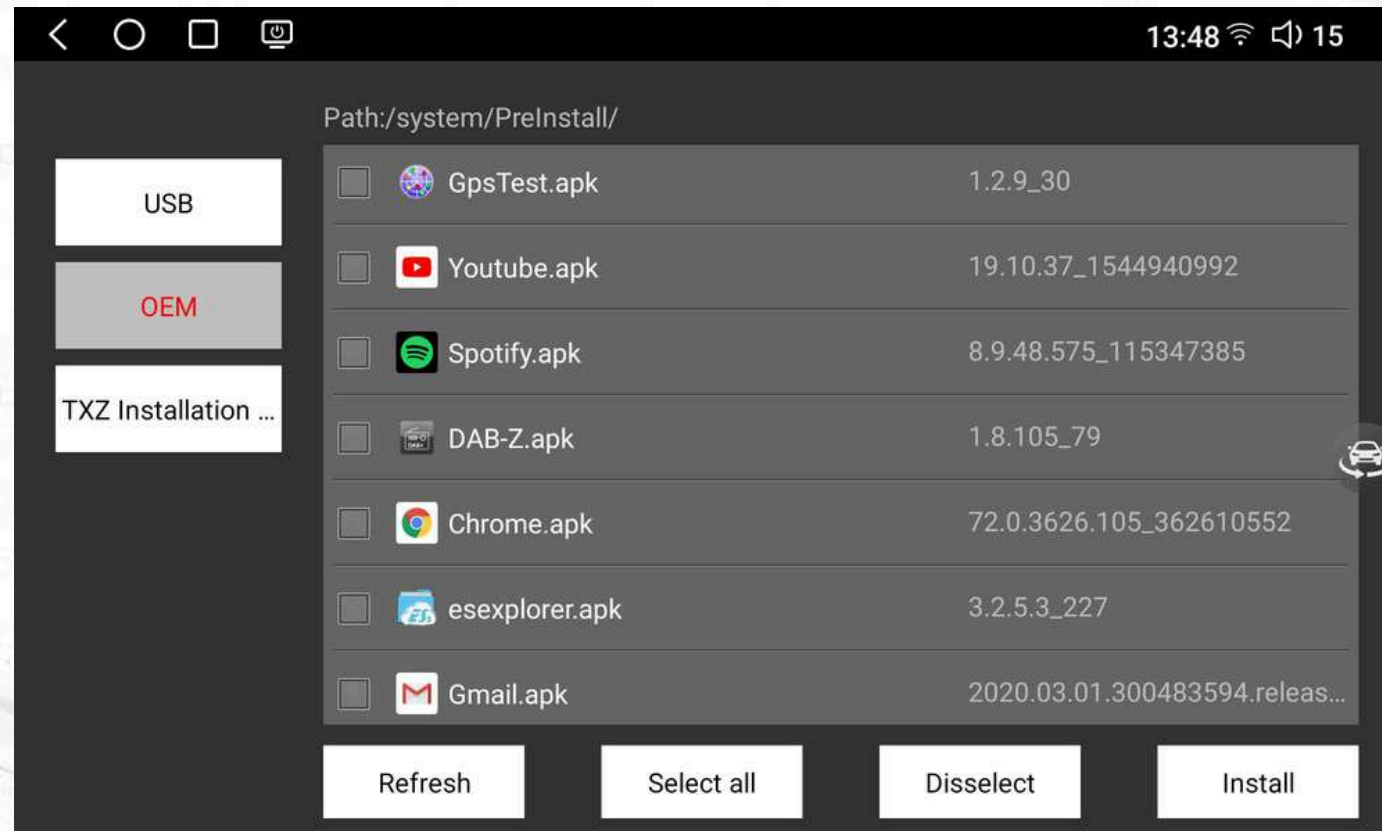 13:48 15
Path:/system/PreInstall/
USB
OEM
TXZ Installation ...
GpsTest.apk 1.2.9_30
Youtube.apk 19.10.37_1544940992
Spotify.apk 8.9.48.575_115347385
DAB-Z.apk 1.8.105_79
Chrome.apk 72.0.3626.105_362610552
esexplorer.apk 3.2.5.3_227
Gmail.apk 2020.03.01.300483594.releas...
Refresh Select all Disselect Install